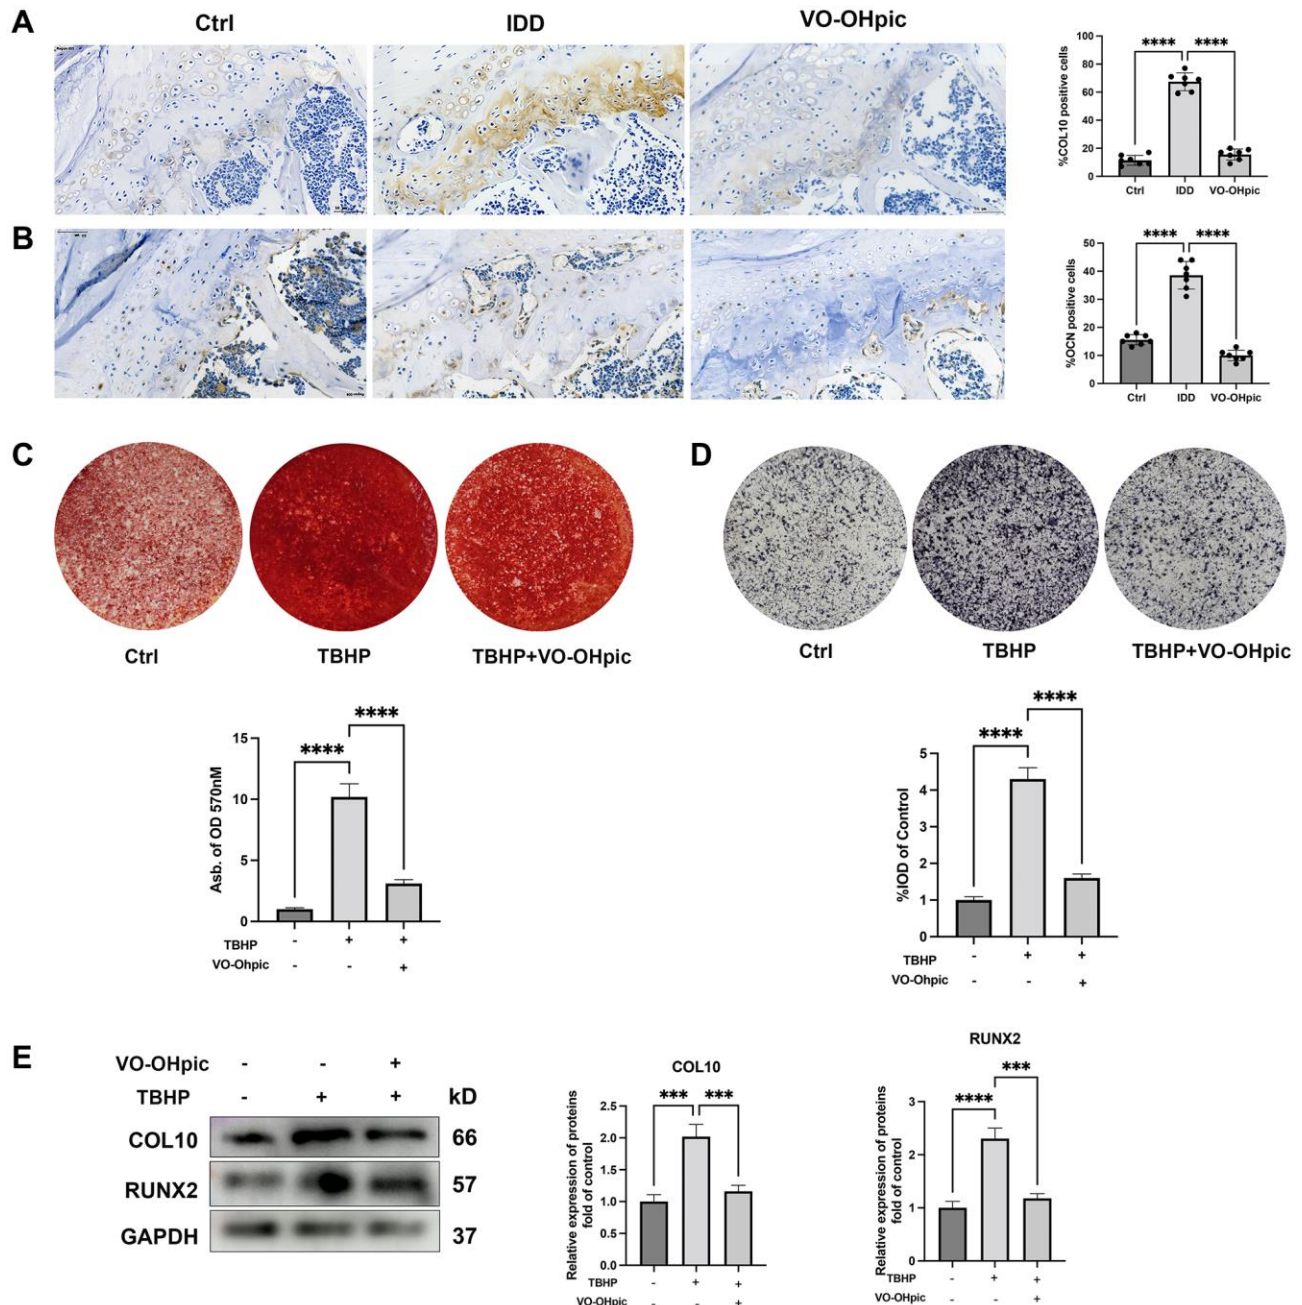 A
Ctrl
IDD
VO-OHpic
%COL10 positive cells
100
80
60
40
20
0
**** ****
Ctrl IDD VO-OHpic
B
%OCN positive cells
50
40
30
20
10
0
**** ****
Ctrl IDD VO-OHpic
C
Ctrl
TBHP
TBHP+VO-OHpic
Asb. of OD 570nM
15
10
5
0
****
****
TBHP - + +
VO-Ohpic - - +
D
Ctrl
TBHP
TBHP+VO-OHpic
%IOD of Control
5
4
3
2
1
0
****
****
TBHP - + +
VO-Ohpic - - +
E
VO-OHpic - - +
TBHP - + + kD
COL10 66
RUNX2 57
GAPDH 37
COL10
Relative expression of proteins
fold of control
2.5
2.0
1.5
1.0
0.5
0.0
*** ***
TBHP - + +
VO-OHpic - - +
RUNX2
Relative expression of proteins
fold of control
3
2
1
0
***
****
TBHP - + +
VO-OHpic - - +